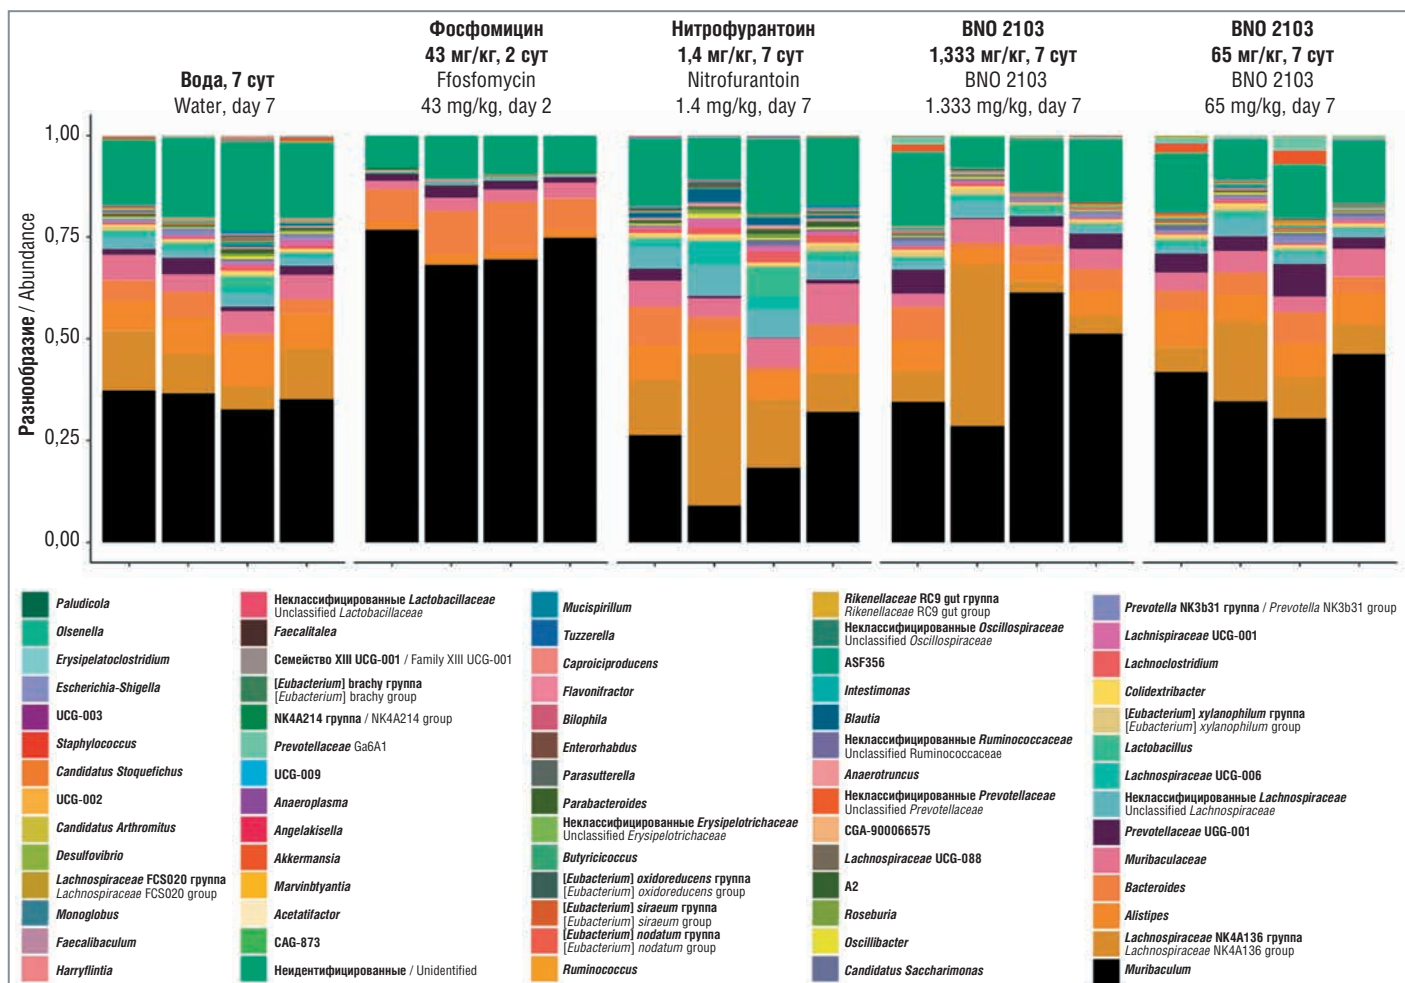 Вода, 7 сут
Water, day 7
Фосфомицин
43 мг/кг, 2 сут
Ffosfomycin
43 mg/kg, day 2
Нитрофурантоин
1,4 мг/кг, 7 сут
Nitrofurantoin
1.4 mg/kg, day 7
BNO 2103
1,333 мг/кг, 7 сут
BNO 2103
1.333 mg/kg, day 7
BNO 2103
65 мг/кг, 7 сут
BNO 2103
65 mg/kg, day 7
Разнообразие / Abundance
1,00
0,75
0,50
0,25
0,00
Paludicola
Olsenella
Erysipelatoclostridium
Escherichia-Shigella
UCG-003
Staphylococcus
Candidatus Stoquefichus
UCG-002
Candidatus Arthromitus
Desulfovibrio
Lachnospiraceae FCS020 группа
Lachnospiraceae FCS020 group
Monoglobus
Faecalibaculum
Harryflintia
Неклассифицированные Lactobacillaceae
Unclassified Lactobacillaceae
Faecalitalea
Семейство XIII UCG-001 / Family XIII UCG-001
[Eubacterium] brachy группа
[Eubacterium] brachy group
NK4A214 группа / NK4A214 group
Prevotellaceae Ga6A1
UCG-009
Anaeroplasma
Angelakisella
Akkermansia
Marvinbtyantia
Acetatifactor
CAG-873
Неидентифицированные / Unidentified
Mucispirillum
Tuzzerella
Caproiciproducens
Flavonifractor
Bilophila
Enterorhabdus
Parasutterella
Parabacteroides
Неклассифицированные Erysipelotrichaceae
Unclassified Erysipelotrichaceae
Butyricicoccus
[Eubacterium] oxidoreducens группа
[Eubacterium] oxidoreducens group
[Eubacterium] siraeum группа
[Eubacterium] siraeum group
[Eubacterium] nodatum группа
[Eubacterium] nodatum group
Ruminococcus
Rikenellaceae RC9 gut группа
Rikenellaceae RC9 gut group
Неклассифицированные Oscillospiraceae
Unclassified Oscillospiraceae
ASF356
Intestimonas
Blautia
Неклассифицированные Ruminococcaceae
Unclassified Ruminococcaceae
Anaerotruncus
Неклассифицированные Prevotellaceae
Unclassified Prevotellaceae
CGA-900066575
Lachnospiraceae UCG-088
A2
Roseburia
Oscillibacter
Candidatus Saccharimonas
Prevotella NK3b31 группа / Prevotella NK3b31 group
Lachnispiraceae UCG-001
Lachnoclostridium
Colidextribacter
[Eubacterium] xylanophilum группа
[Eubacterium] xylanophilum group
Lactobacillus
Lachnospiraceae UCG-006
Неклассифицированные Lachnospiraceae
Unclassified Lachnospiraceae
Prevotellaceae UGG-001
Muribaculaceae
Bacteroides
Alistipes
Lachnospiraceae NK4A136 группа
Lachnospiraceae NK4A136 group
Muribaculum